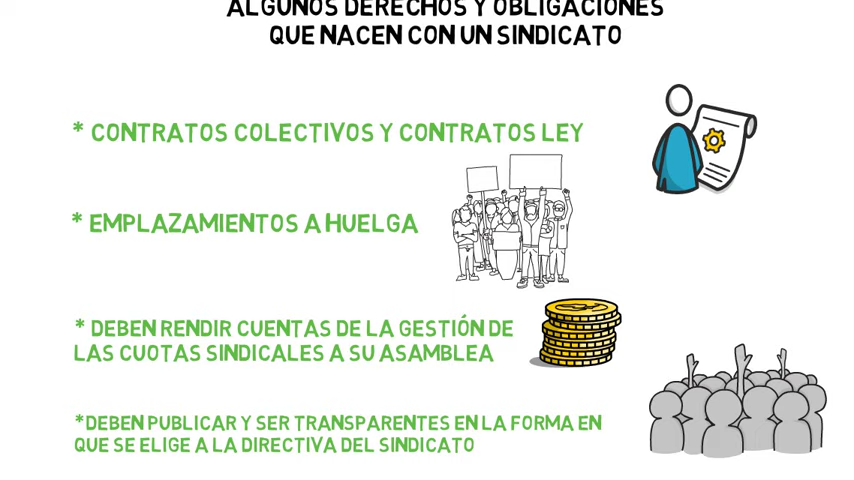 ALGUNOS DERECHOS Y OBLIGACIONES
QUE NACEN CON UN SINDICATO
* CONTRATOS COLECTIVOS Y CONTRATOS LEY
* EMPLAZAMIENTOS A HUELGA
* DEBEN RENDIR CUENTAS DE LA GESTIÓN DE
LAS CUOTAS SINDICALES A SU ASAMBLEA
*DEBEN PUBLICAR Y SER TRANSPARENTES EN LA FORMA EN
QUE SE ELIGE A LA DIRECTIVA DEL SINDICATO